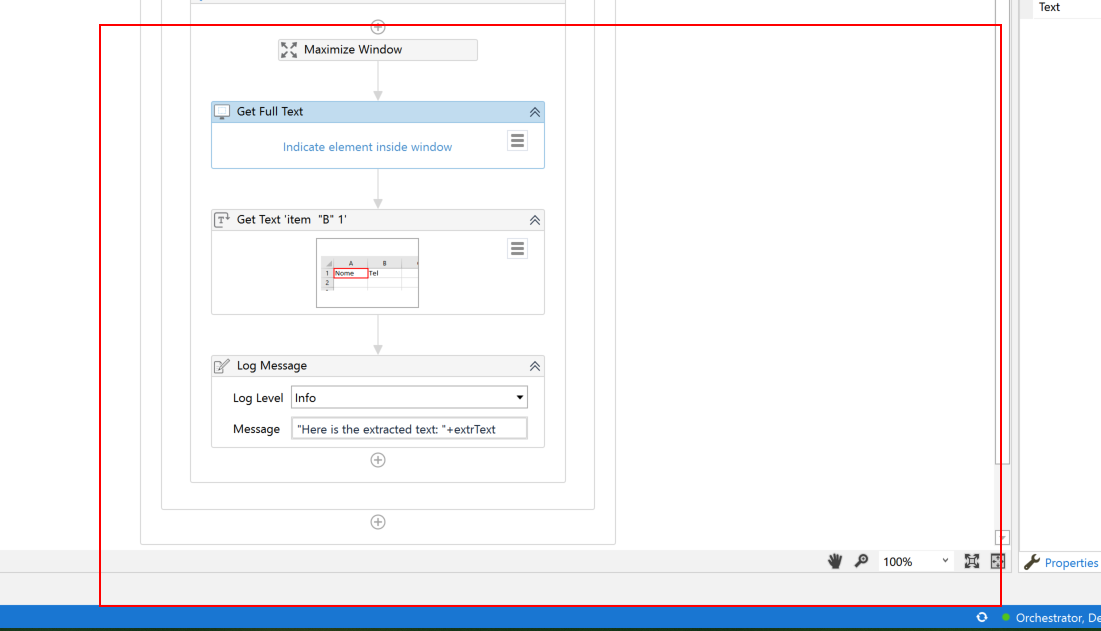 Text
Maximize Window
Get Full Text
Indicate element inside window
Get Text 'item  "B" 1'
A B
1 Nome Tel
2
Log Message
Log Level Info
Message "Here is the extracted text: "+extrText
100%
Properties
Orchestrator, De